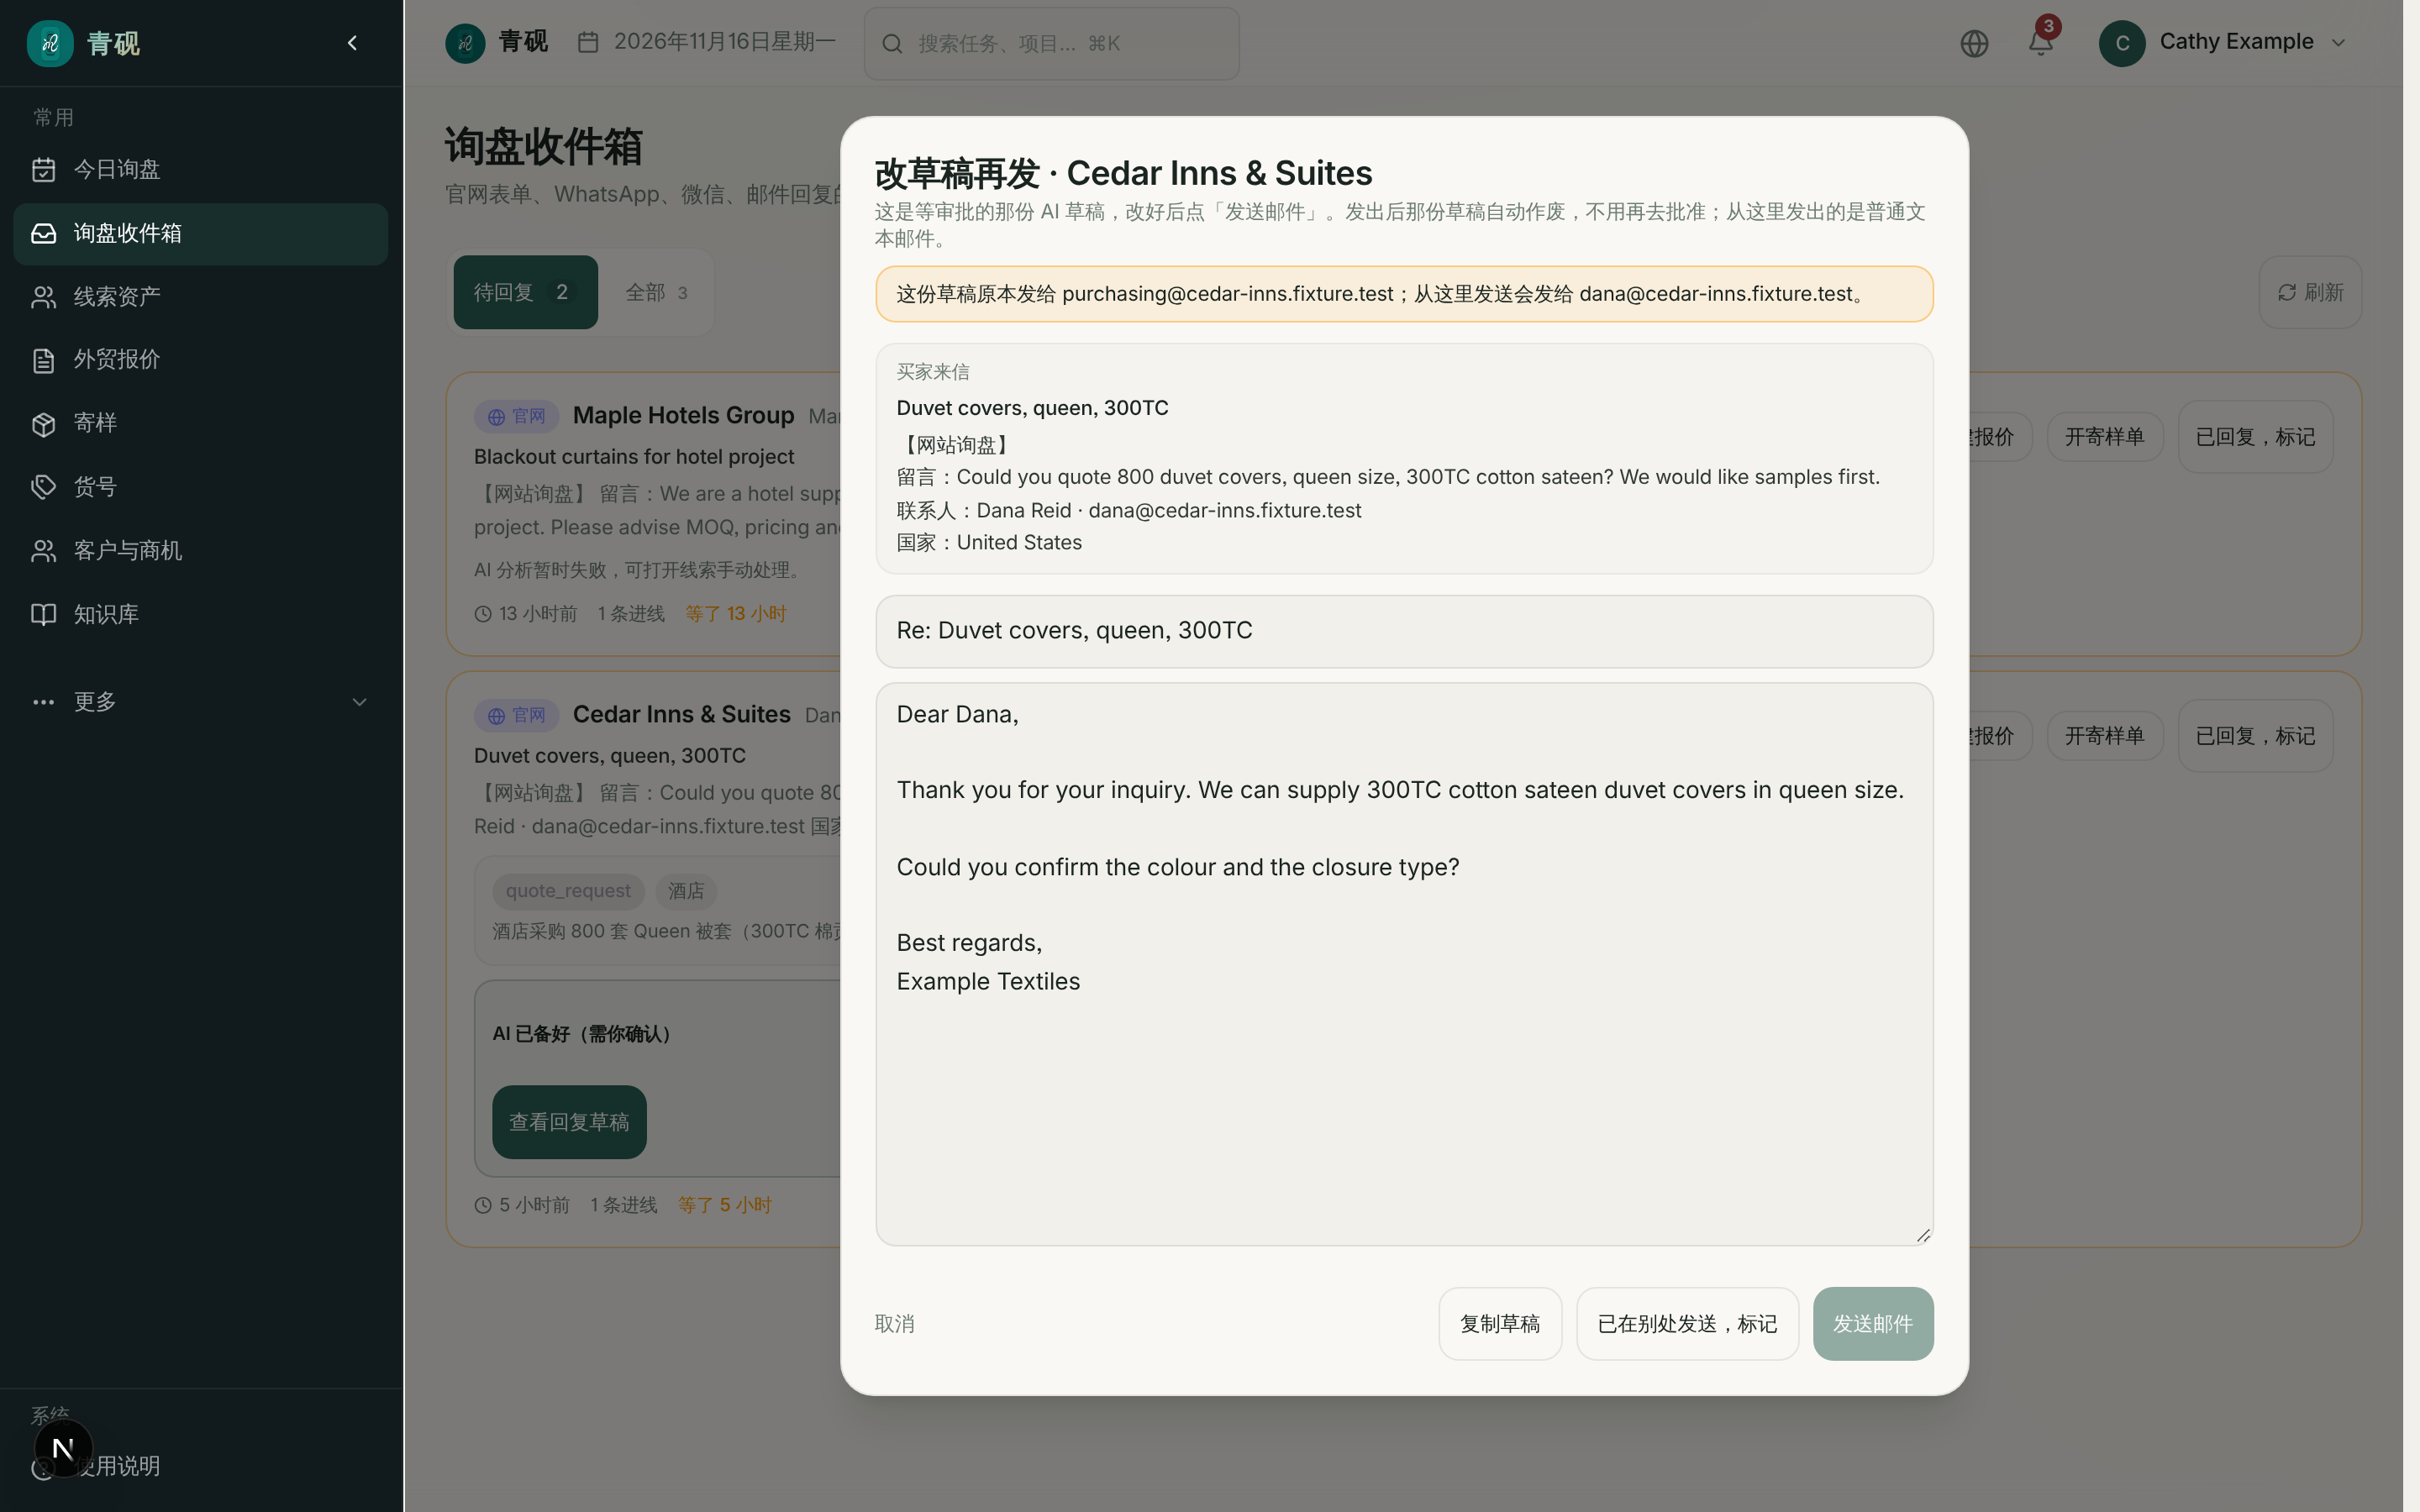 青砚
常用
今日询盘
询盘收件箱
线索资产
外贸报价
寄样
货号
客户与商机
知识库
更多
系统
使用说明
青砚
2026年11月16日星期一
搜索任务、项目... ⌘K
3
C
Cathy Example
询盘收件箱
官网表单、WhatsApp、微信、邮件回复
待回复 2
全部 3
刷新
官网 Maple Hotels Group
Blackout curtains for hotel project
【网站询盘】 留言：We are a hotel
project. Please advise MOQ, pricing
AI 分析暂时失败，可打开线索手动处理。
13 小时前 1 条进线 等了 13 小时
报价
开寄样单
已回复，标记
官网 Cedar Inns & Suites
Duvet covers, queen, 300TC
【网站询盘】 留言：Could you quote
Reid · dana@cedar-inns.fixture.test
quote_request
酒店
酒店采购 800 套 Queen 被套（300TC
AI 已备好（需你确认）
查看回复草稿
5 小时前 1 条进线 等了 5 小时
报价
开寄样单
已回复，标记
改草稿再发 · Cedar Inns & Suites
这是等审批的那份 AI 草稿，改好后点「发送邮件」。发出后那份草稿自动作废，不用再去批准；从这里发出的是普通文
本邮件。
这份草稿原本发给 purchasing@cedar-inns.fixture.test；从这里发送会发给 dana@cedar-inns.fixture.test。
买家来信
Duvet covers, queen, 300TC
【网站询盘】
留言：Could you quote 800 duvet covers, queen size, 300TC cotton sateen? We would like samples first.
联系人：Dana Reid · dana@cedar-inns.fixture.test
国家：United States
Re: Duvet covers, queen, 300TC
Dear Dana,
Thank you for your inquiry. We can supply 300TC cotton sateen duvet covers in queen size.
Could you confirm the colour and the closure type?
Best regards,
Example Textiles
取消
复制草稿
已在别处发送，标记
发送邮件